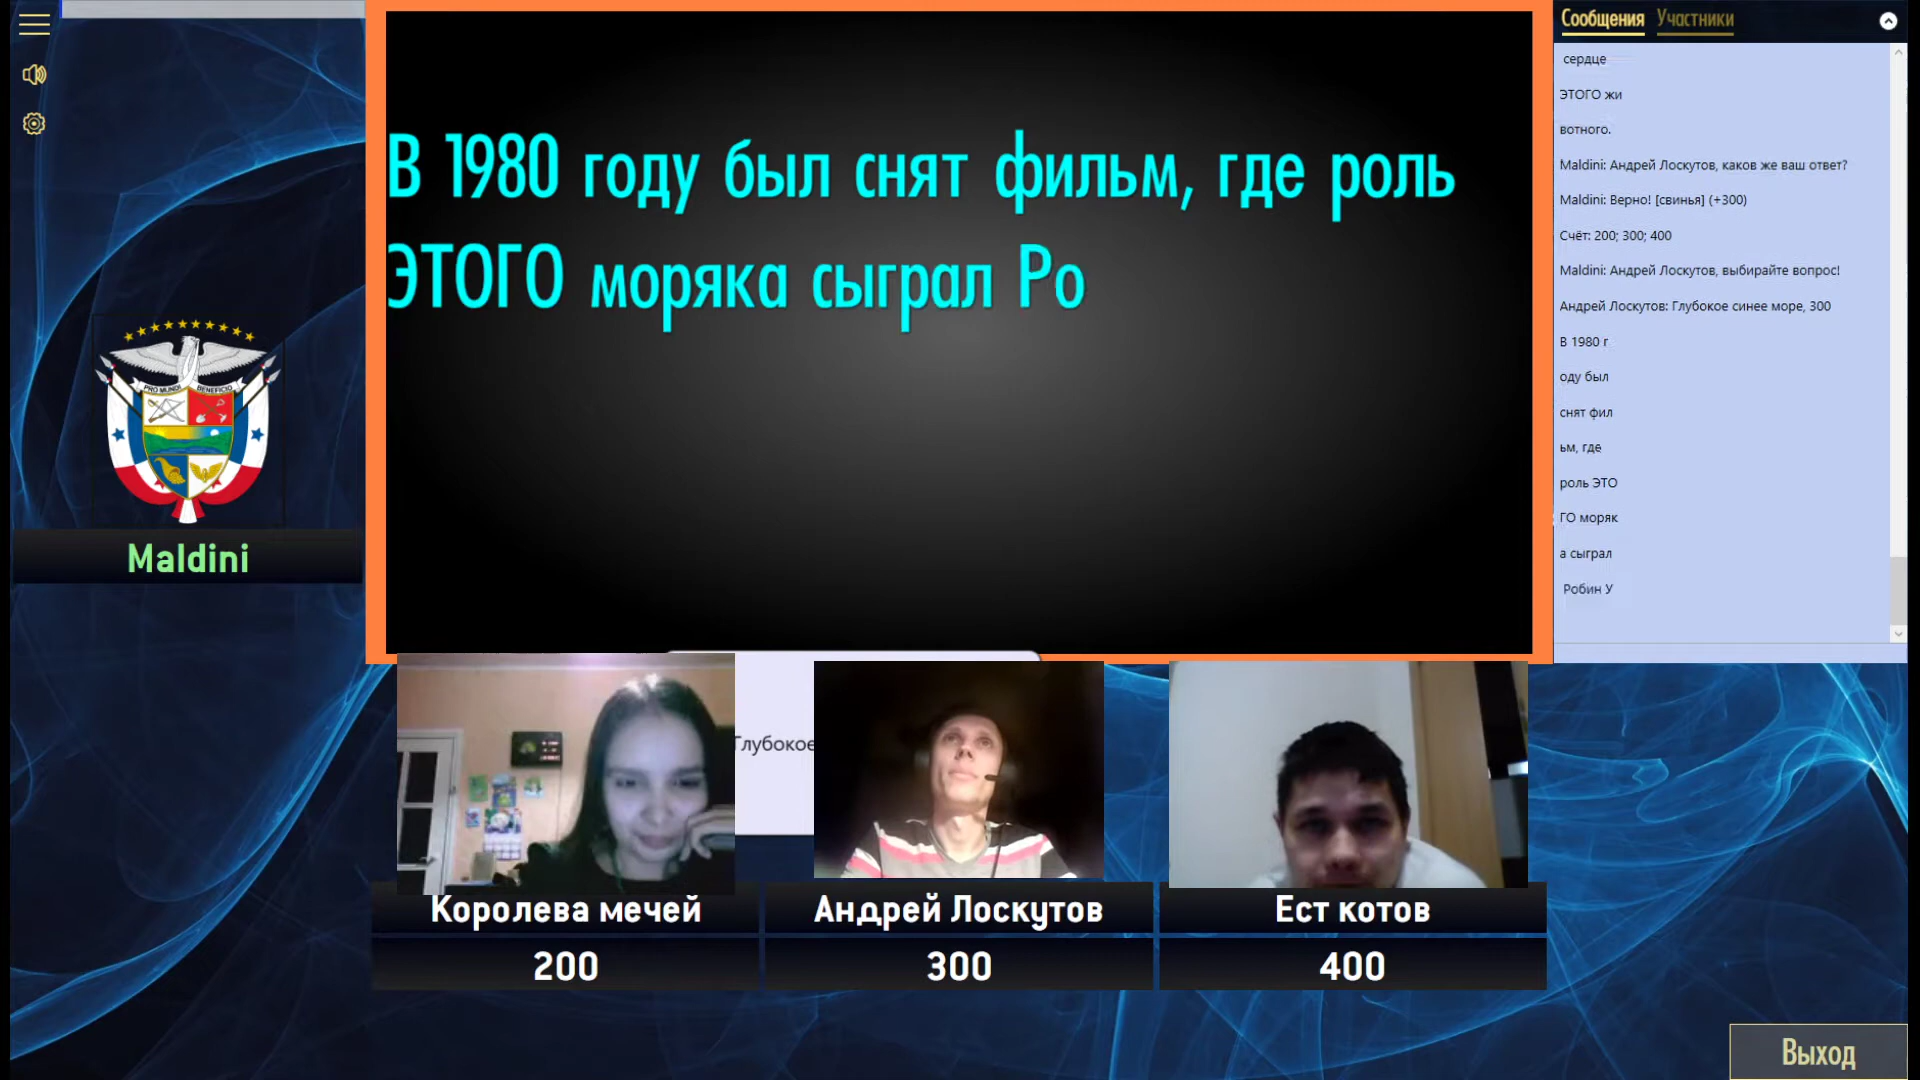 Сообщения Участники
В 1980 году был снят фильм, где роль
ЭТОГО моряка сыграл Ро
сердце
ЭТОГО жи
вотного.
Maldini: Андрей Лоскутов, каков же ваш ответ?
Maldini: Верно! [свинья] (+300)
Счёт: 200; 300; 400
Maldini: Андрей Лоскутов, выбирайте вопрос!
Андрей Лоскутов: Глубокое синее море, 300
В 1980 г
оду был
снят фил
ьм, где
роль ЭТО
ГО моряк
а сыграл
Робин У
PRO MUNDI BENEFICIO
Maldini
Глубокое
Королева мечей
Андрей Лоскутов
Ест котов
200
300
400
Выход